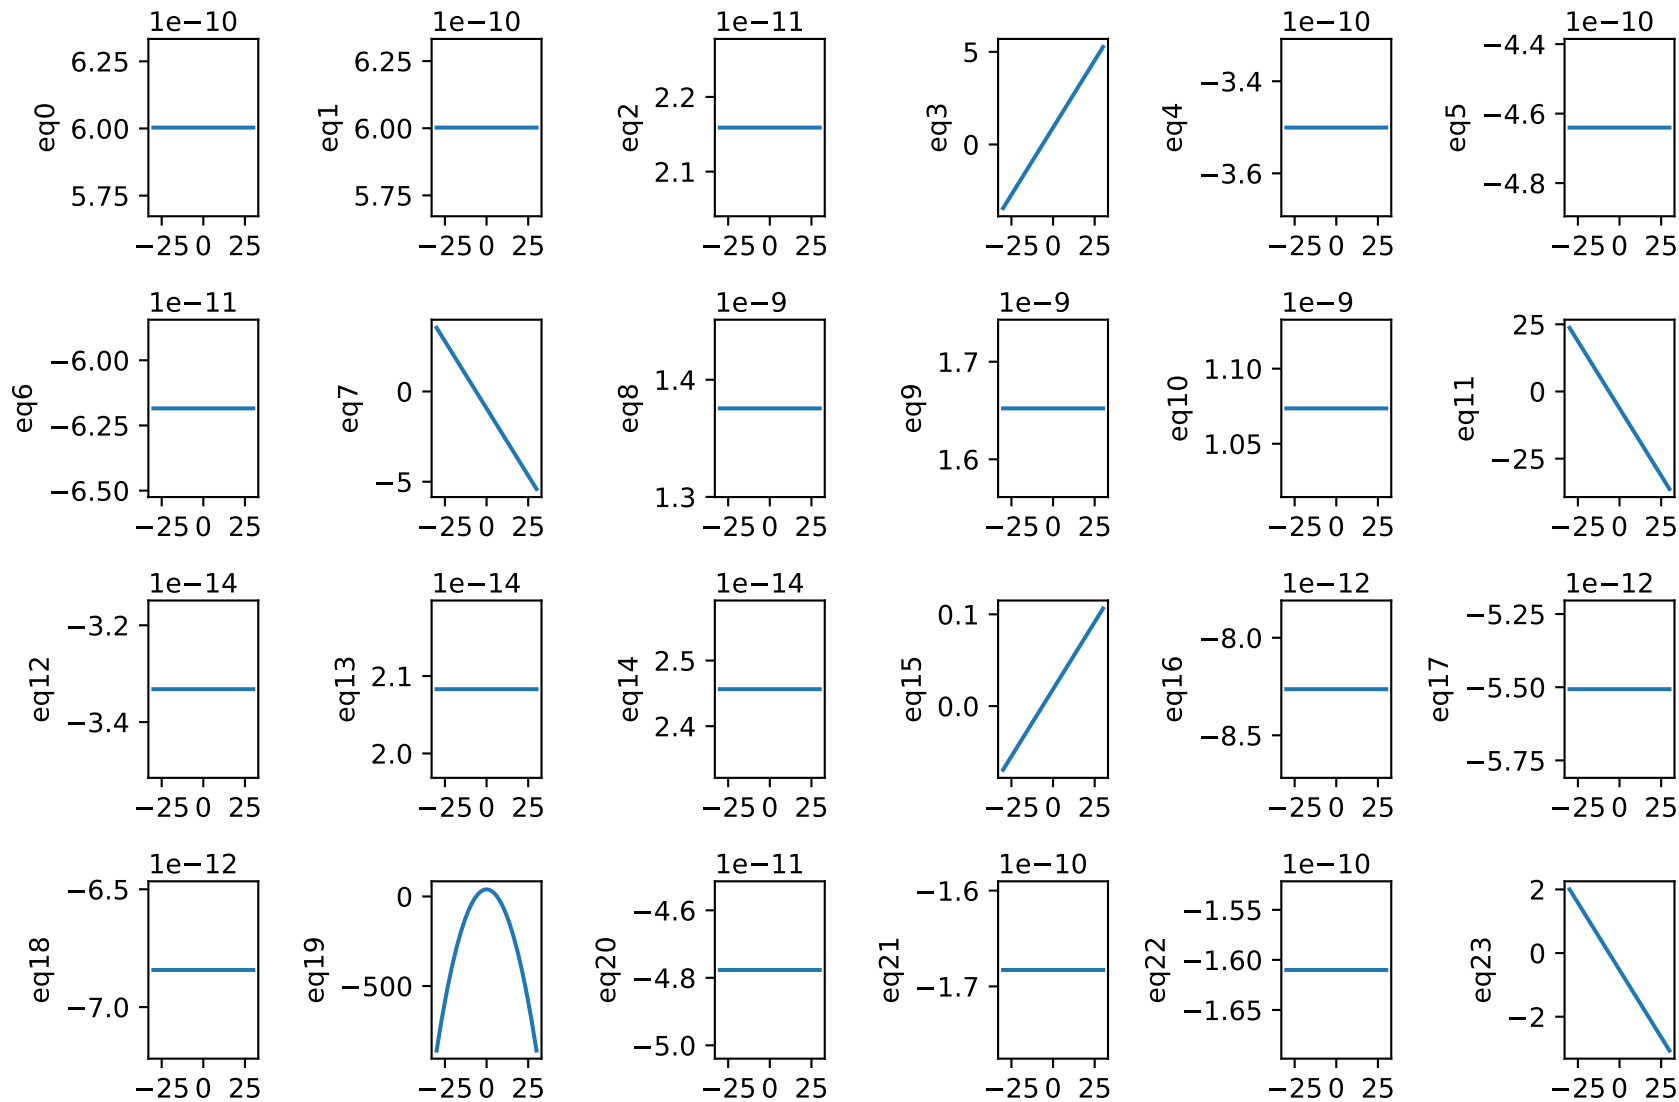 1e−10 1e−10 1e−11 1e−10 1e−10
eq0 6.25 6.00 5.75 −25 0 25
eq1 6.25 6.00 5.75 −25 0 25
eq2 2.2 2.1 −25 0 25
eq3 5 0 −25 0 25
eq4 −3.4 −3.6 −25 0 25
eq5 −4.4 −4.6 −4.8 −25 0 25
1e−11 1e−9 1e−9 1e−9
eq6 −6.00 −6.25 −6.50 −25 0 25
eq7 0 −5 −25 0 25
eq8 1.4 1.3 −25 0 25
eq9 1.7 1.6 −25 0 25
eq10 1.10 1.05 −25 0 25
eq11 25 0 −25 −25 0 25
1e−14 1e−14 1e−14 1e−12 1e−12
eq12 −3.2 −3.4 −25 0 25
eq13 2.1 2.0 −25 0 25
eq14 2.5 2.4 −25 0 25
eq15 0.1 0.0 −25 0 25
eq16 −8.0 −8.5 −25 0 25
eq17 −5.25 −5.50 −5.75 −25 0 25
1e−12 1e−11 1e−10 1e−10
eq18 −6.5 −7.0 −25 0 25
eq19 0 −500 −25 0 25
eq20 −4.6 −4.8 −5.0 −25 0 25
eq21 −1.6 −1.7 −25 0 25
eq22 −1.55 −1.60 −1.65 −25 0 25
eq23 2 0 −2 −25 0 25